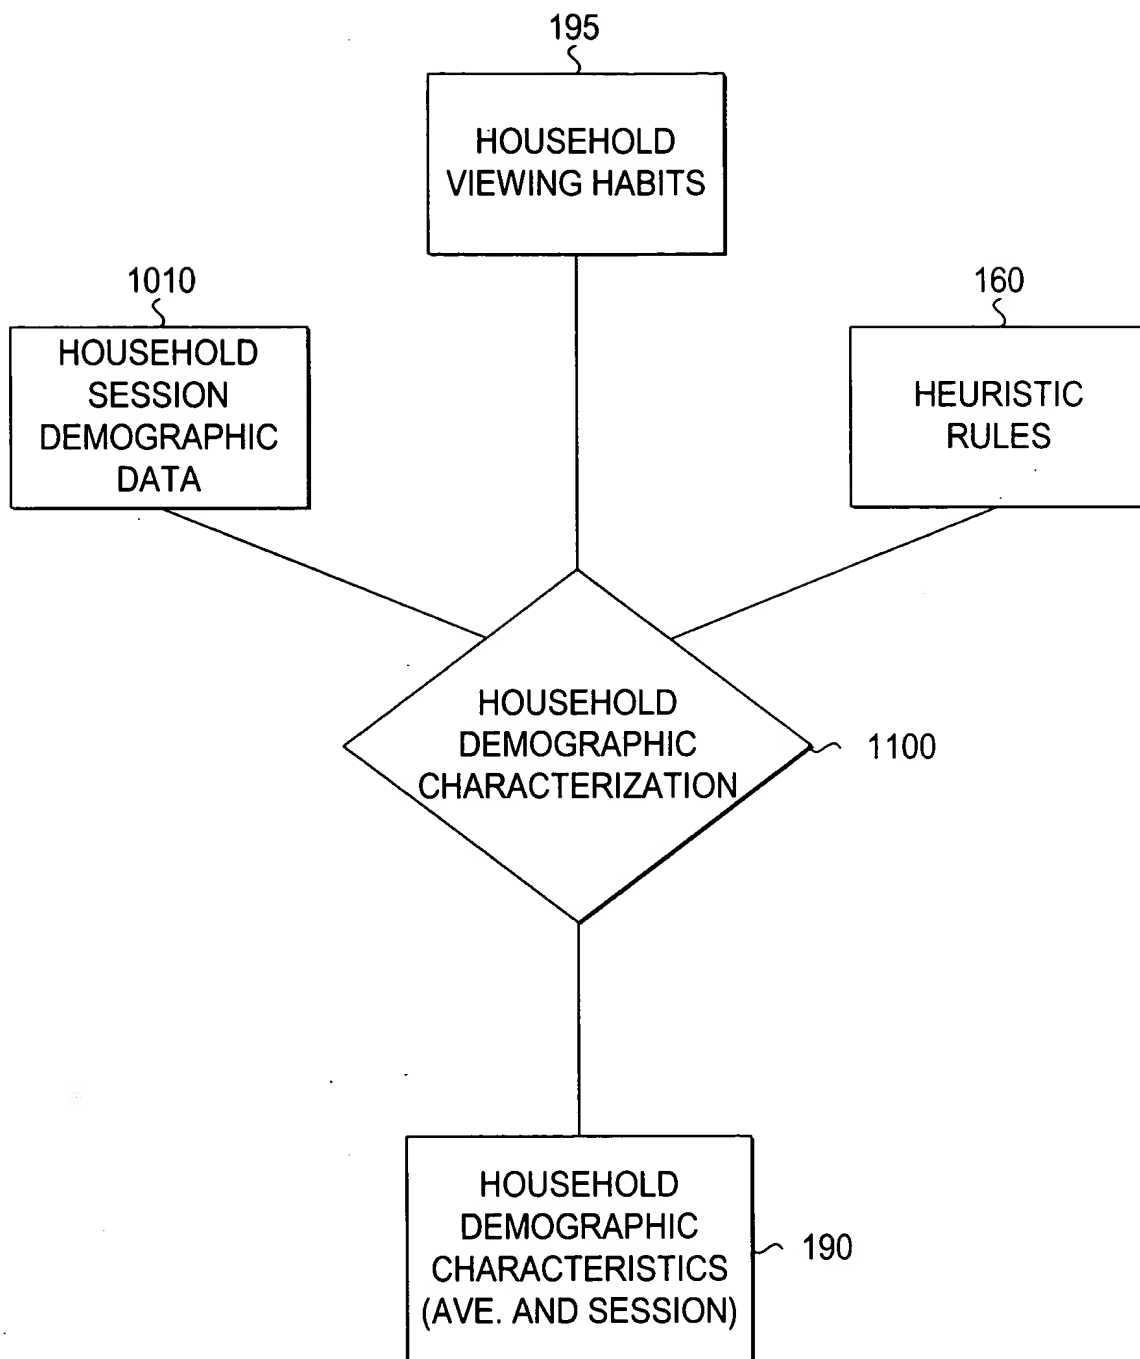 195
HOUSEHOLD
VIEWING HABITS
1010
HOUSEHOLD
SESSION
DEMOGRAPHIC
DATA
160
HEURISTIC
RULES
HOUSEHOLD
DEMOGRAPHIC
CHARACTERIZATION
1100
HOUSEHOLD
DEMOGRAPHIC
CHARACTERISTICS
(AVE. AND SESSION)
190